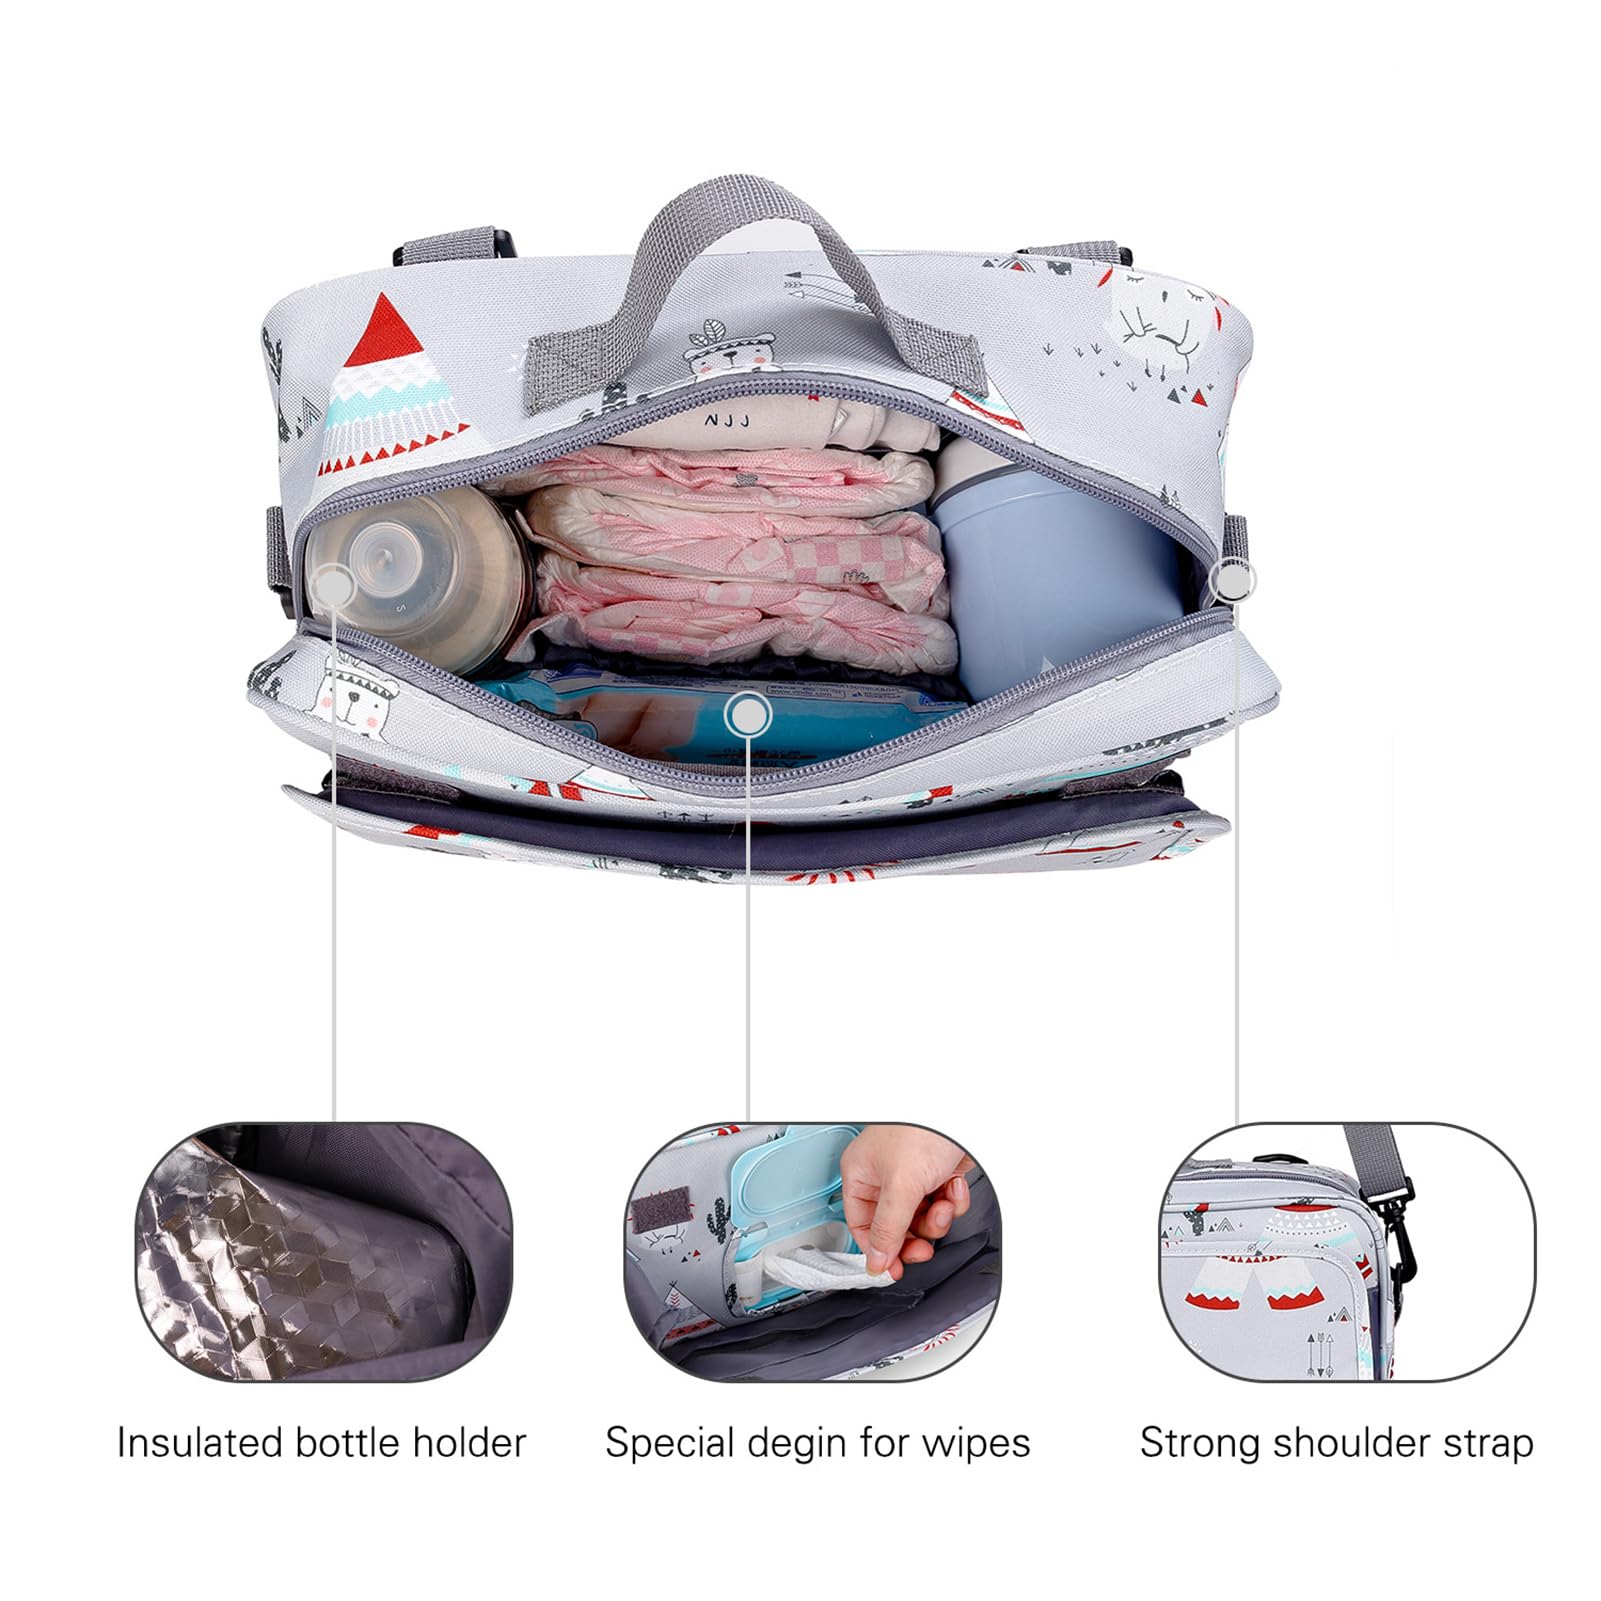 NJJ
S
Insulated bottle holder
Special degin for wipes
Strong shoulder strap